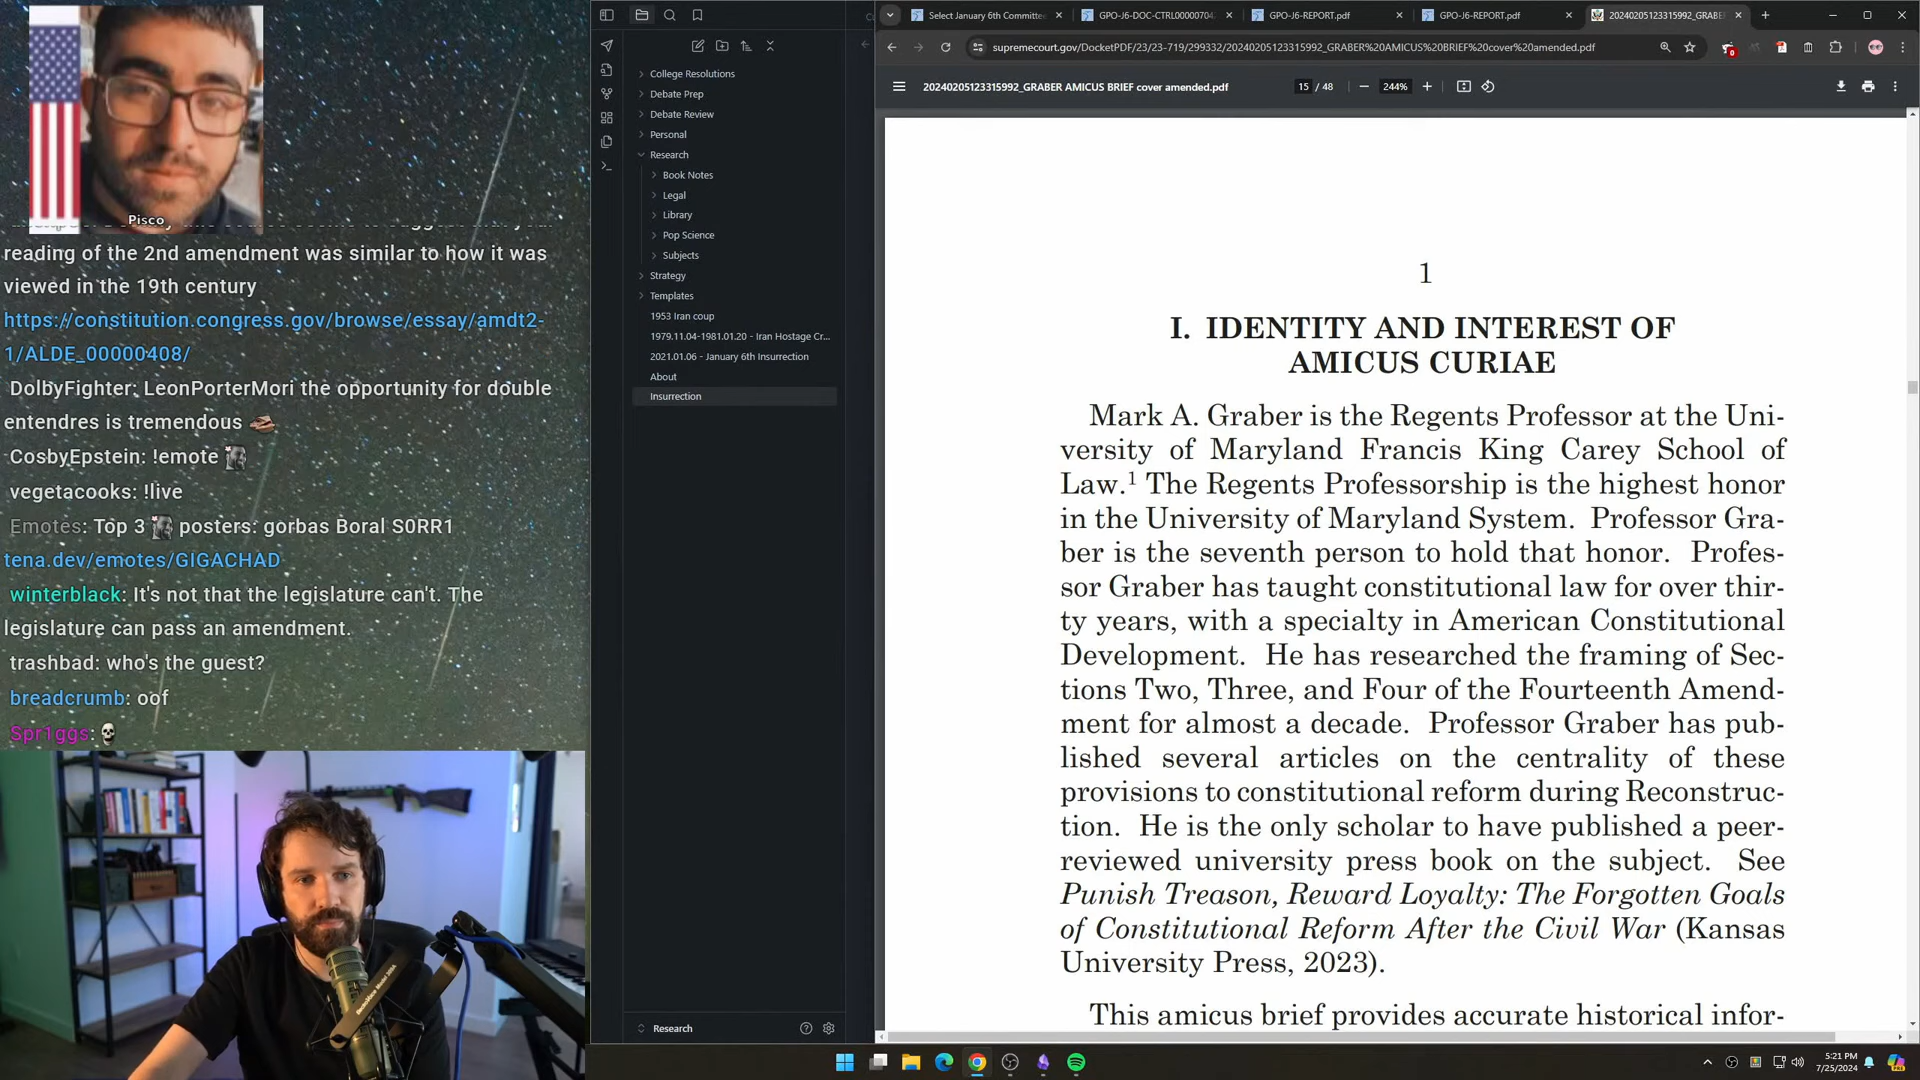 Pisco
reading of the 2nd amendment was similar to how it was
viewed in the 19th century
https://constitution.congress.gov/browse/essay/amdt2-
1/ALDE_00000408/
DolbyFighter: LeonPorterMori the opportunity for double
entendres is tremendous
CosbyEpstein: !emote
vegetacooks: !live
Emotes: Top 3 posters: gorbas Boral S0RR1
tena.dev/emotes/GIGACHAD
winterblack: It's not that the legislature can't. The
legislature can pass an amendment.
trashbad: who's the guest?
breadcrumb: oof
Spr1ggs:
College Resolutions
Debate Prep
Debate Review
Personal
Research
Book Notes
Legal
Library
Pop Science
Subjects
Strategy
Templates
1953 Iran coup
1979.11.04-1981.01.20 - Iran Hostage Cr...
2021.01.06 - January 6th Insurrection
About
Insurrection
Research
Select January 6th Committee
GPO-J6-DOC-CTRL0000070
GPO-J6-REPORT.pdf
GPO-J6-REPORT.pdf
20240205123315992_GRABE
supremecourt.gov/DocketPDF/23/23-719/299332/20240205123315992_GRABER%20AMICUS%20BRIEF%20cover%20amended.pdf
0
20240205123315992_GRABER AMICUS BRIEF cover amended.pdf
15 / 48
244%
1
I. IDENTITY AND INTEREST OF
AMICUS CURIAE
Mark A. Graber is the Regents Professor at the Uni-
versity of Maryland Francis King Carey School of
Law.¹ The Regents Professorship is the highest honor
in the University of Maryland System. Professor Gra-
ber is the seventh person to hold that honor. Profes-
sor Graber has taught constitutional law for over thir-
ty years, with a specialty in American Constitutional
Development. He has researched the framing of Sec-
tions Two, Three, and Four of the Fourteenth Amend-
ment for almost a decade. Professor Graber has pub-
lished several articles on the centrality of these
provisions to constitutional reform during Reconstruc-
tion. He is the only scholar to have published a peer-
reviewed university press book on the subject. See
Punish Treason, Reward Loyalty: The Forgotten Goals
of Constitutional Reform After the Civil War (Kansas
University Press, 2023).
This amicus brief provides accurate historical infor-
5:21 PM
7/25/2024